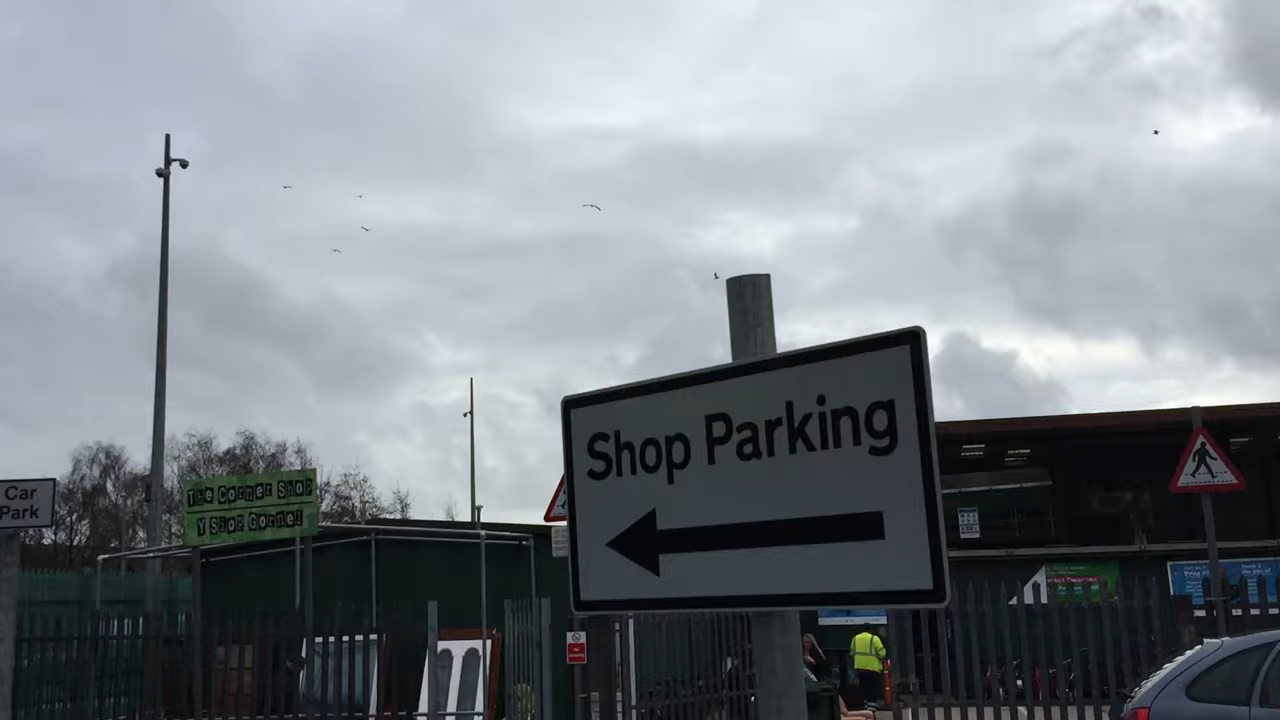 Shop Parking
Car
Park
The Corner Shop
Y Siop Gornel